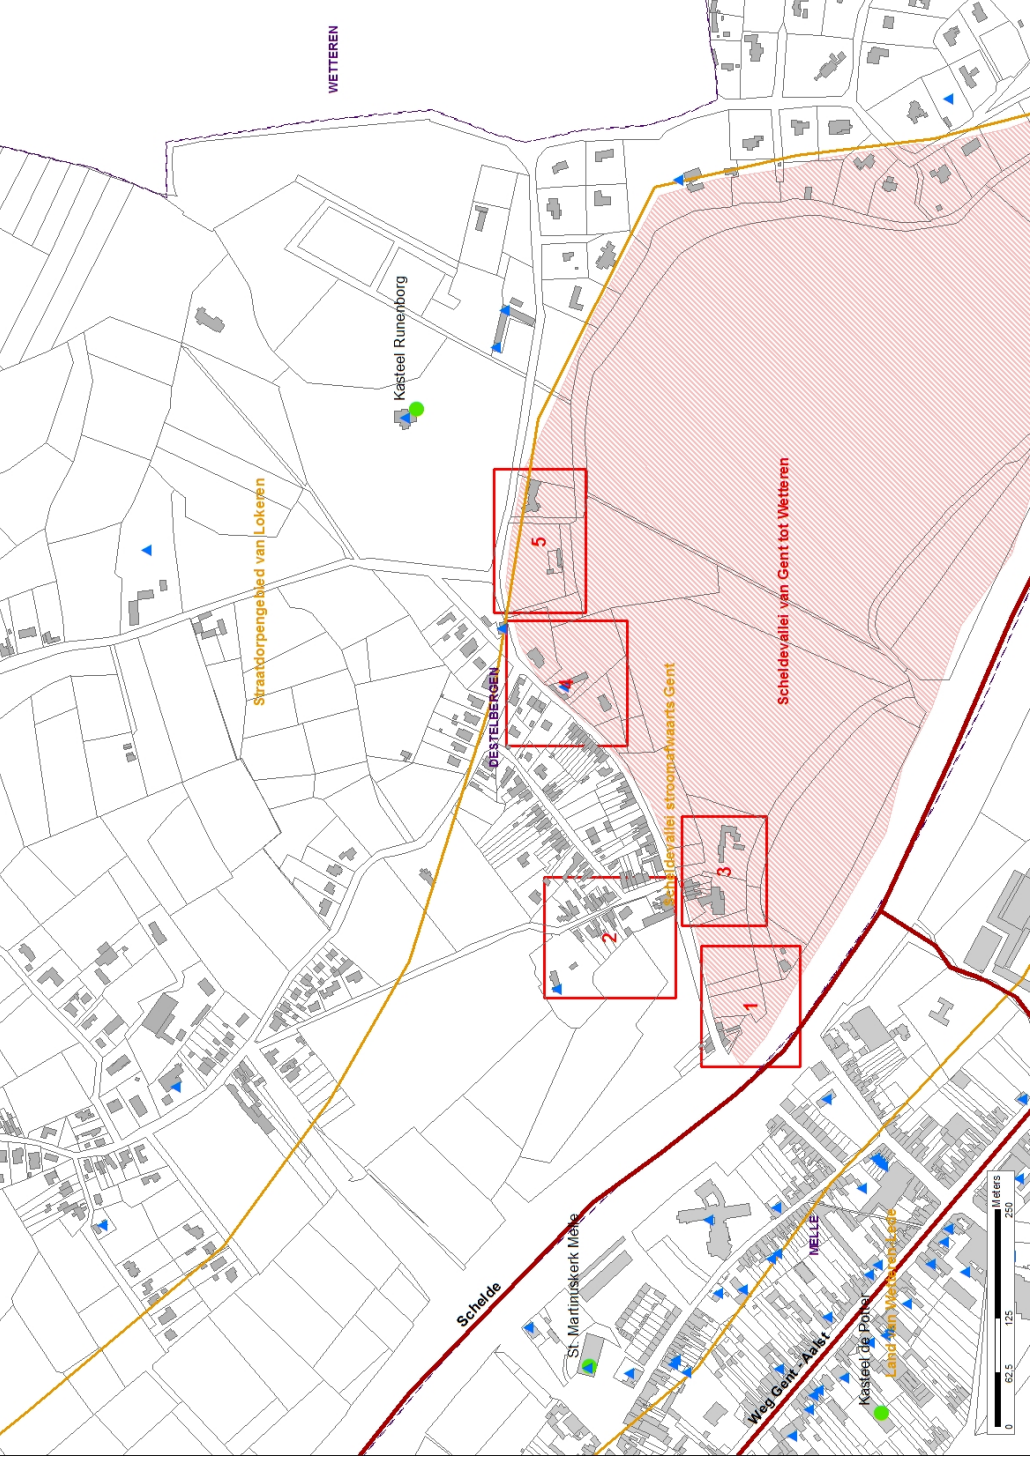 WETTEREN
Kasteel Runenborg
Straatdorpengebied van Lokeren
5
Scheldevallei van Gent tot Wetteren
4
DESTELBERGEN
Scheldevallei stroomafwaarts Gent
3
2
1
Schelde
St. Martinuskerk Melle
MELLE
Land van Wetteren-Lede
Kasteel de Potter
Weg Gent - Aalst
Meters
0 62,5 125 250